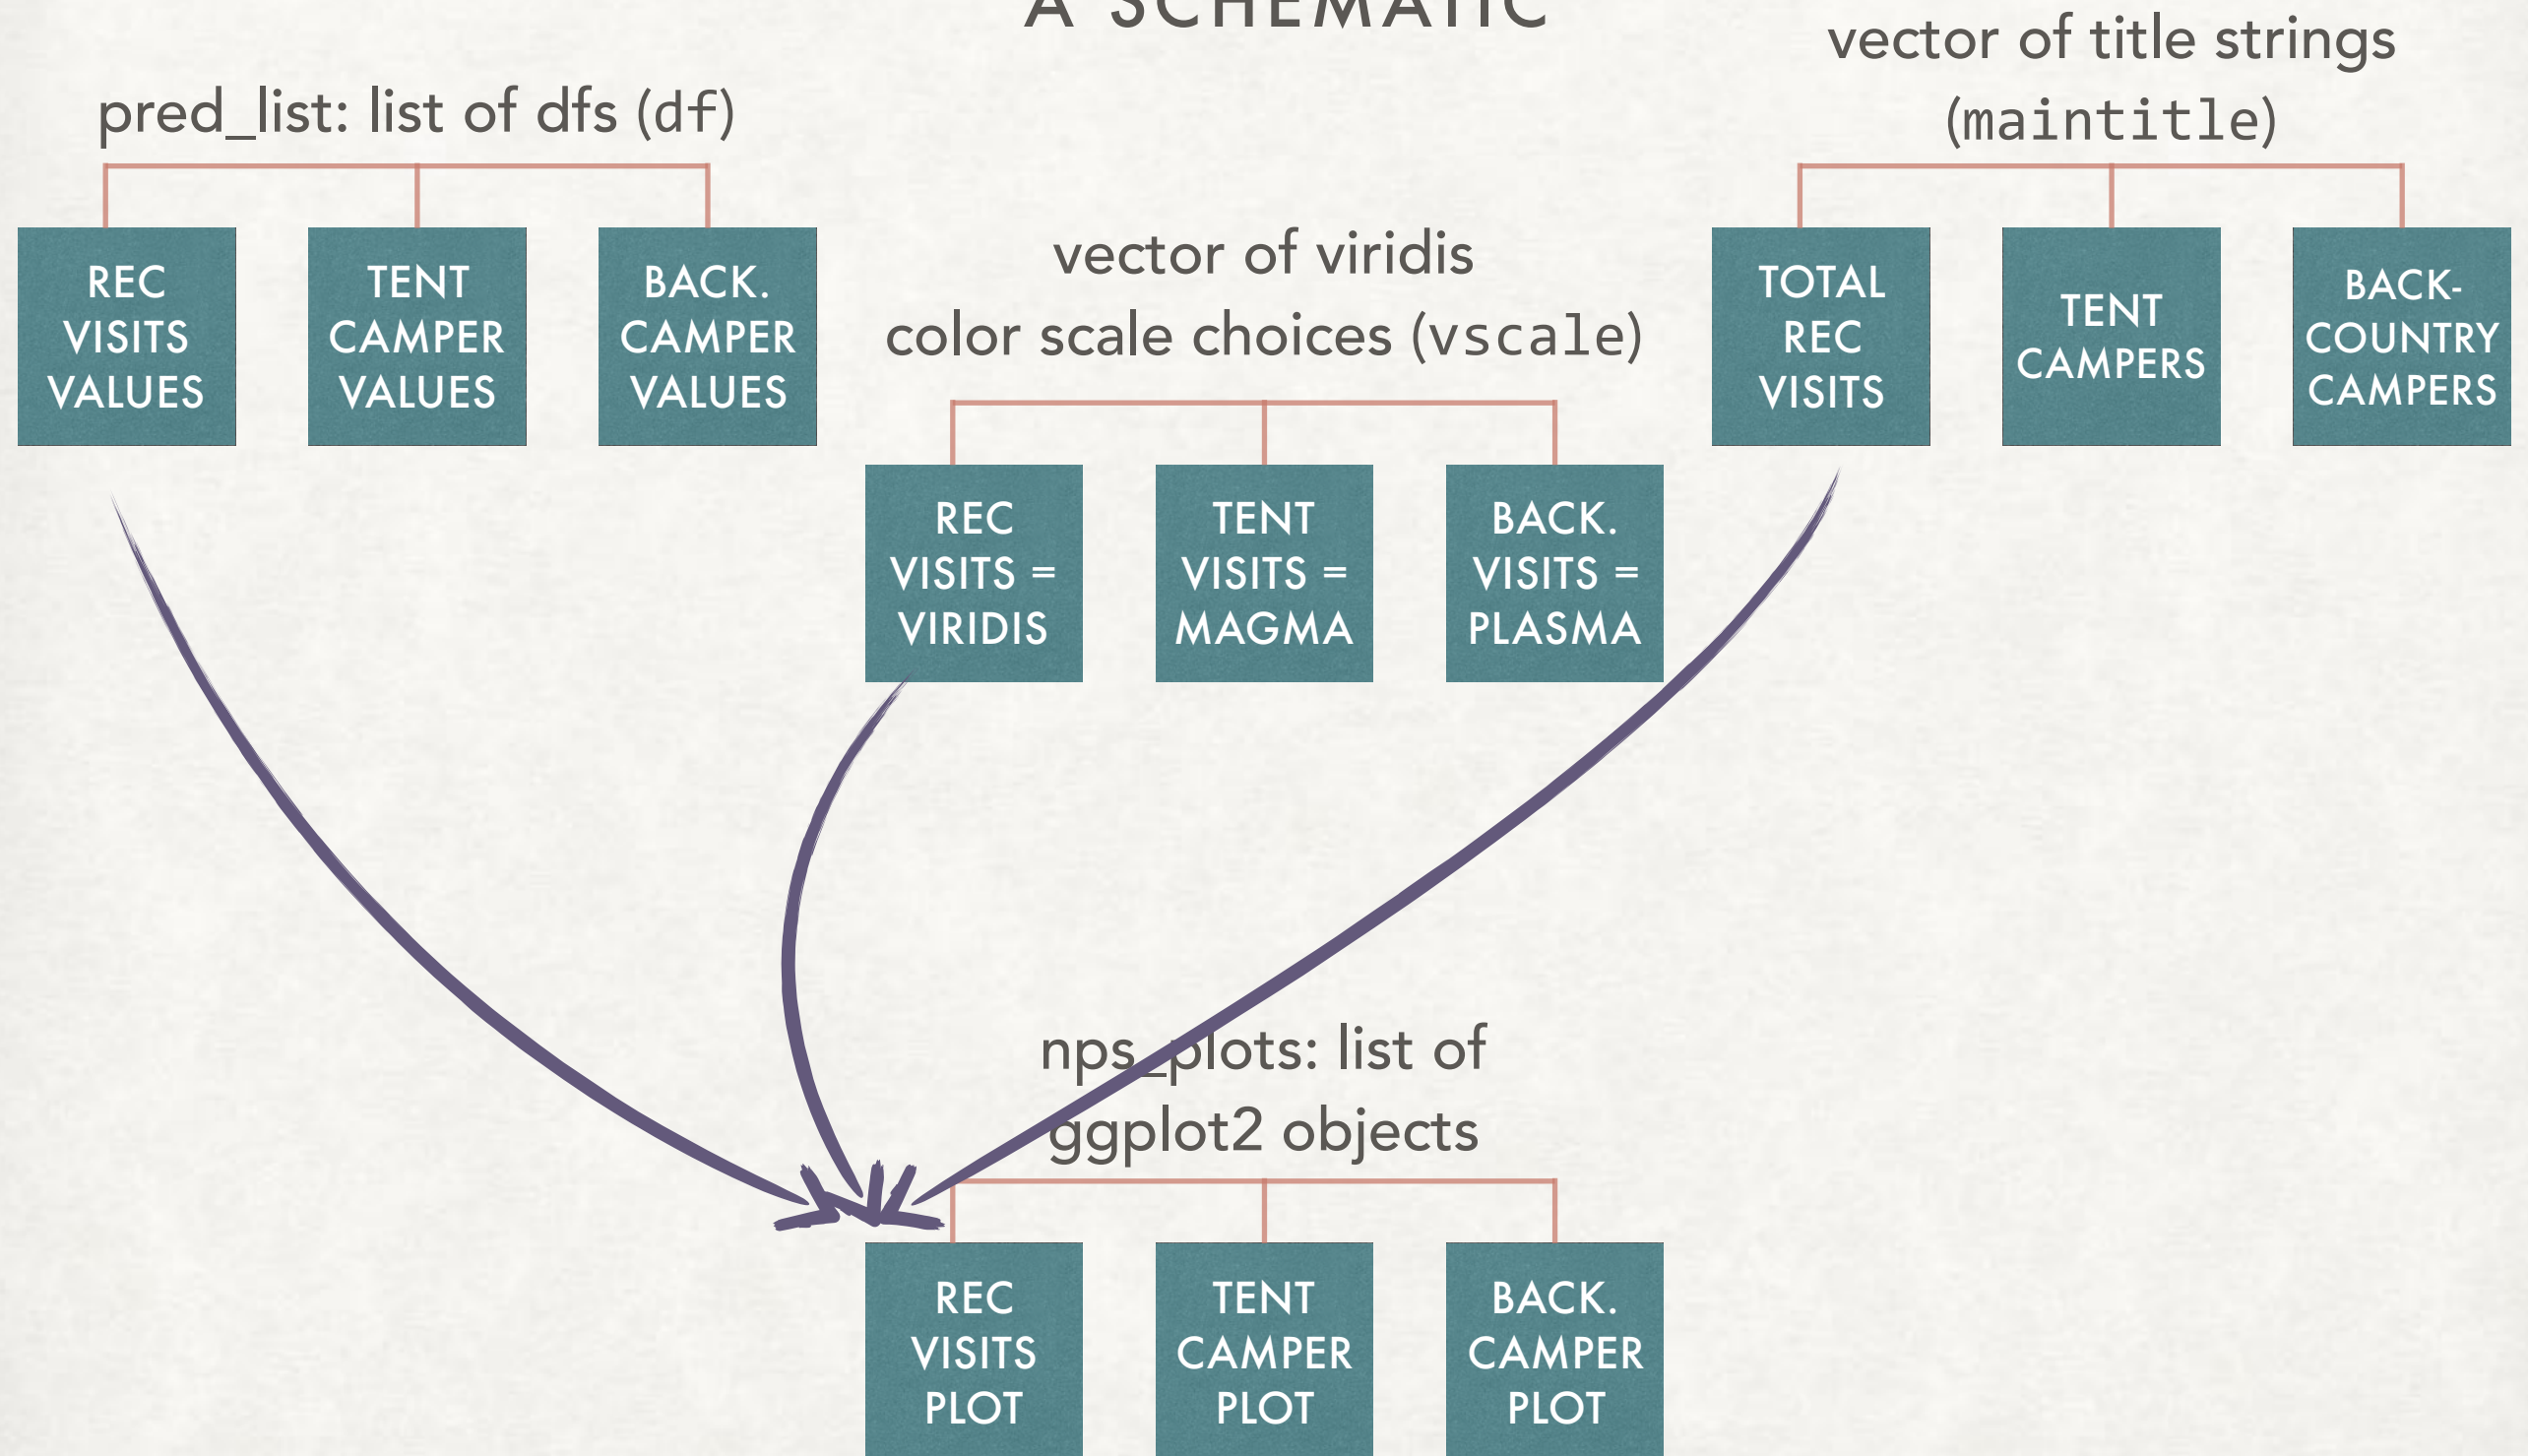 A SCHEMATIC
pred_list: list of dfs (df)
REC
VISITS
VALUES
TENT
CAMPER
VALUES
BACK.
CAMPER
VALUES
vector of viridis
color scale choices (vscale)
REC
VISITS =
VIRIDIS
TENT
VISITS =
MAGMA
BACK.
VISITS =
PLASMA
vector of title strings
(maintitle)
TOTAL
REC
VISITS
TENT
CAMPERS
BACK-
COUNTRY
CAMPERS
nps_plots: list of
ggplot2 objects
REC
VISITS
PLOT
TENT
CAMPER
PLOT
BACK.
CAMPER
PLOT